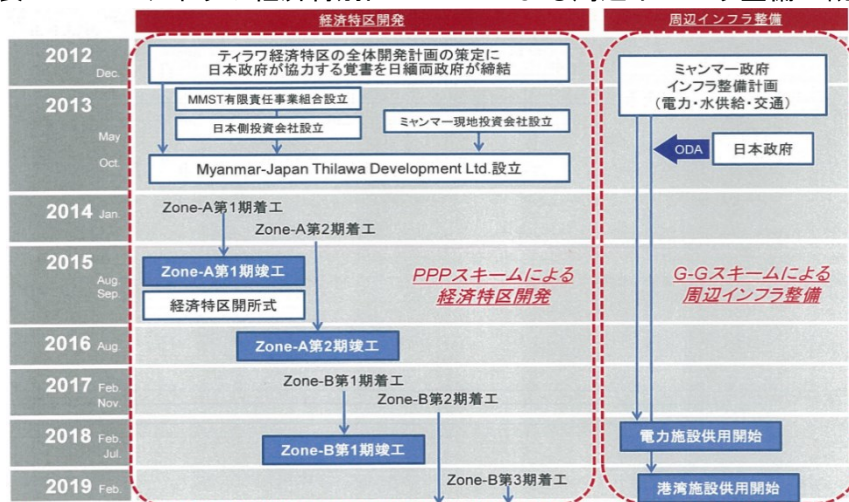 経済特区開発
周辺インフラ整備
2012
Dec.
ティラワ経済特区の全体開発計画の策定に
日本政府が協力する覚書を日緬両政府が締結
ミャンマー政府
インフラ整備計画
（電力・水供給・交通）
2013
May
Oct.
MMST有限責任事業組合設立
日本側投資会社設立
ミャンマー現地投資会社設立
Myanmar-Japan Thilawa Development Ltd.設立
ODA
日本政府
2014 Jan.
Zone-A第1期着工
Zone-A第2期着工
2015
Aug.
Sep.
Zone-A第1期竣工
経済特区開所式
PPPスキームによる
経済特区開発
G-Gスキームによる
周辺インフラ整備
2016 Aug.
Zone-A第2期竣工
2017 Feb.
Nov.
Zone-B第1期着工
Zone-B第2期着工
2018 Feb.
Jul.
Zone-B第1期竣工
電力施設供用開始
2019 Feb.
Zone-B第3期着工
港湾施設供用開始